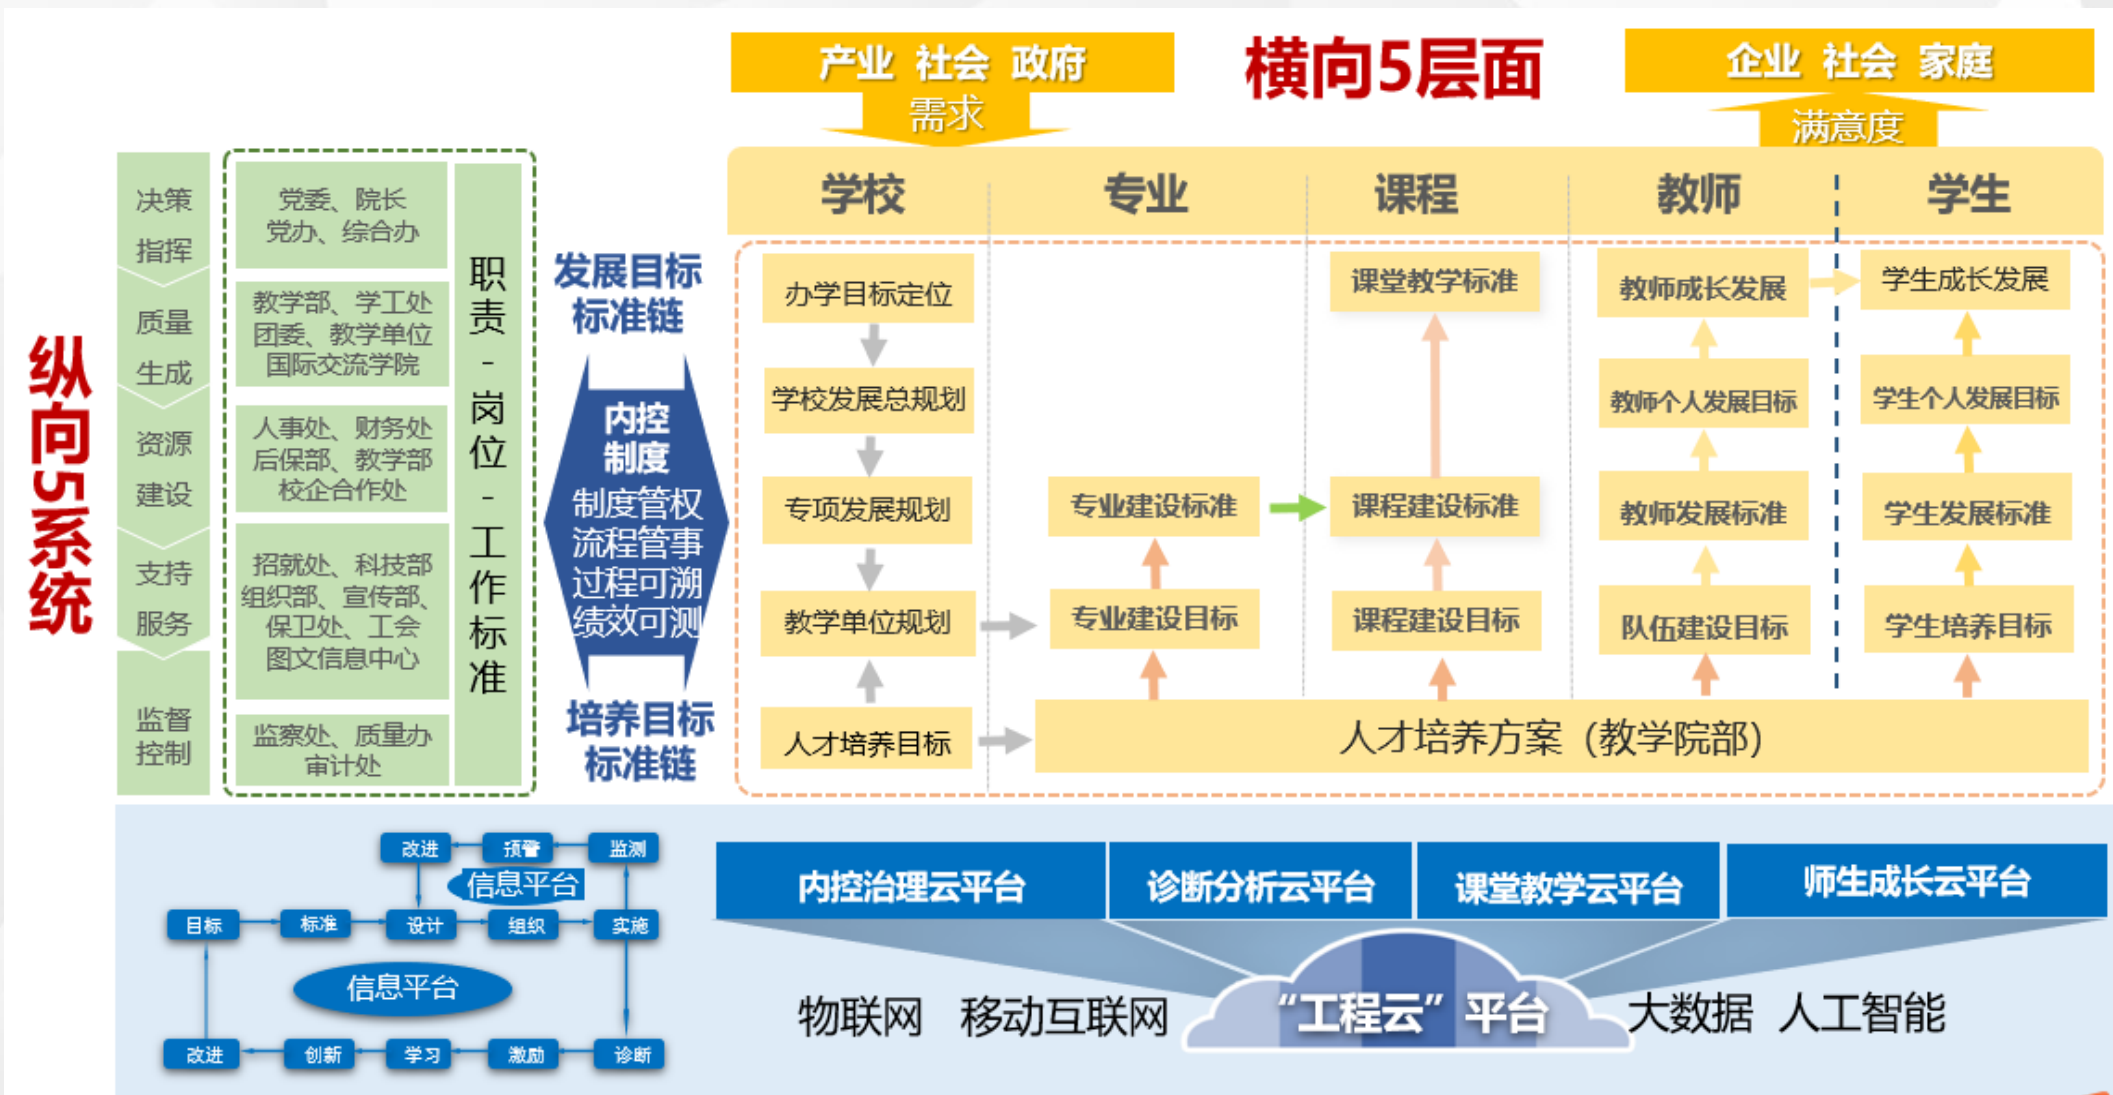 产业 社会 政府
需求
横向5层面
企业 社会 家庭
满意度
纵向5系统
决策
指挥
质量
生成
资源
建设
支持
服务
监督
控制
党委、院长
党办、综合办
教学部、学工处
团委、教学单位
国际交流学院
人事处、财务处
后保部、教学部
校企合作处
招就处、科技部
组织部、宣传部、
保卫处、工会
图文信息中心
监察处、质量办
审计处
职责-岗位-工作标准
发展目标
标准链
内控
制度
制度管权
流程管事
过程可溯
绩效可测
培养目标
标准链
学校
专业
课程
教师
学生
办学目标定位
学校发展总规划
专项发展规划
教学单位规划
人才培养目标
专业建设标准
专业建设目标
课堂教学标准
课程建设标准
课程建设目标
教师成长发展
教师个人发展目标
教师发展标准
队伍建设目标
学生成长发展
学生个人发展目标
学生发展标准
学生培养目标
人才培养方案（教学院部）
改进
预警
监测
信息平台
目标
标准
设计
组织
实施
信息平台
改进
创新
学习
激励
诊断
内控治理云平台
诊断分析云平台
课堂教学云平台
师生成长云平台
物联网 移动互联网
“工程云”平台
大数据 人工智能